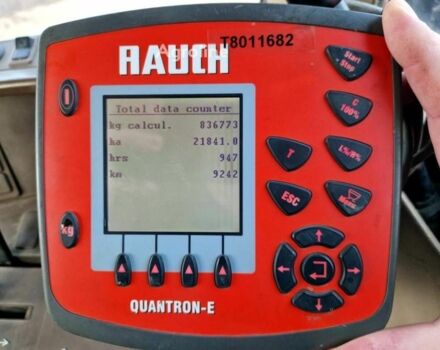 T8011682
RAUCH
Total data counter
kg calcul. 836773
ha 21841.0
hrs 947
km 9242
Start
Stop
C
100%
T
L%/R%
ESC
Menu
kg
QUANTRON-E